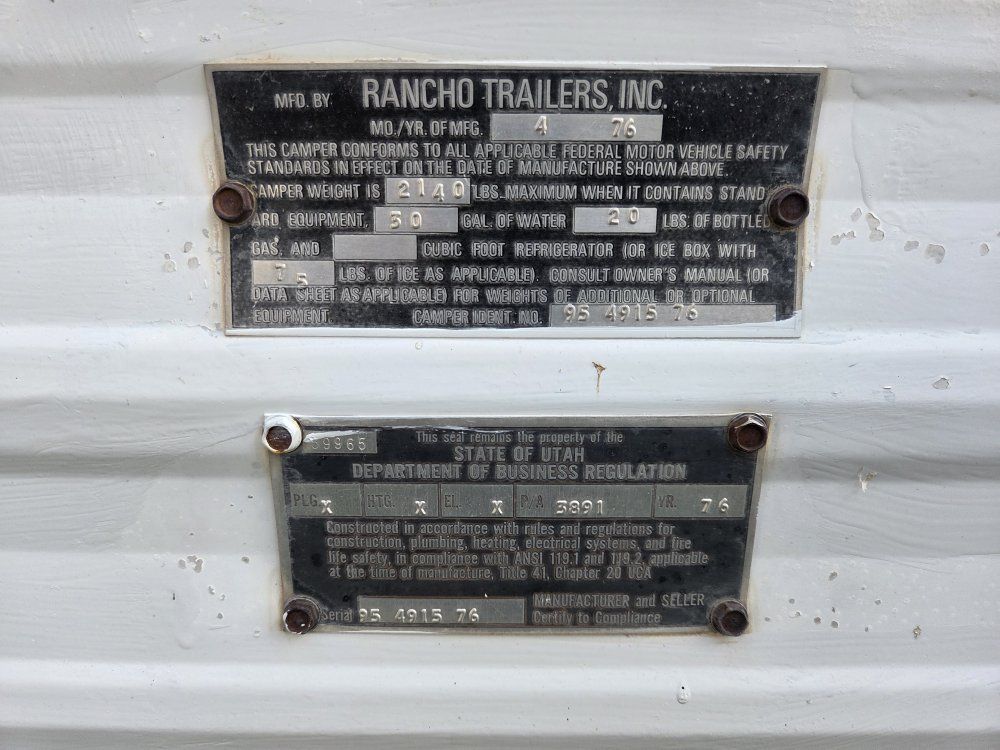 MFD. BY RANCHO TRAILERS, INC.
MO./YR. OF MFG. 4 76
THIS CAMPER CONFORMS TO ALL APPLICABLE FEDERAL MOTOR VEHICLE SAFETY
STANDARDS IN EFFECT ON THE DATE OF MANUFACTURE SHOWN ABOVE.
CAMPER WEIGHT IS 2140 LBS. MAXIMUM WHEN IT CONTAINS STAND-
ARD EQUIPMENT, 30 GAL. OF WATER 20 LBS. OF BOTTLED
GAS, AND CUBIC FOOT REFRIGERATOR (OR ICE BOX WITH
75 LBS. OF ICE AS APPLICABLE). CONSULT OWNER'S MANUAL (OR
DATA SHEET AS APPLICABLE) FOR WEIGHTS OF ADDITIONAL OR OPTIONAL
EQUIPMENT. CAMPER IDENT. NO. 95 4915 76
This seal remains the property of the
STATE OF UTAH
DEPARTMENT OF BUSINESS REGULATION
PLG. X HTG. X EL. X P/A 3891 YR. 76
Constructed in accordance with rules and regulations for
construction, plumbing, heating, electrical systems, and fire
life safety, in compliance with ANSI 119.1 and 119.2, applicable
at the time of manufacture, Title 41, Chapter 20 UCA
Serial 95 4915 76 MANUFACTURER and SELLER
Certify to Compliance